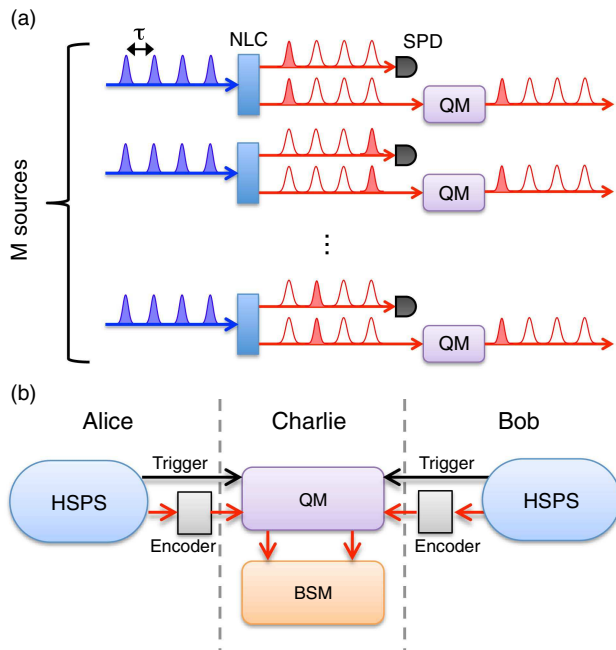 (a)
τ
NLC
SPD
QM
QM
M sources
⋮
QM
(b)
Alice
Charlie
Bob
Trigger
Trigger
HSPS
QM
HSPS
Encoder
Encoder
BSM